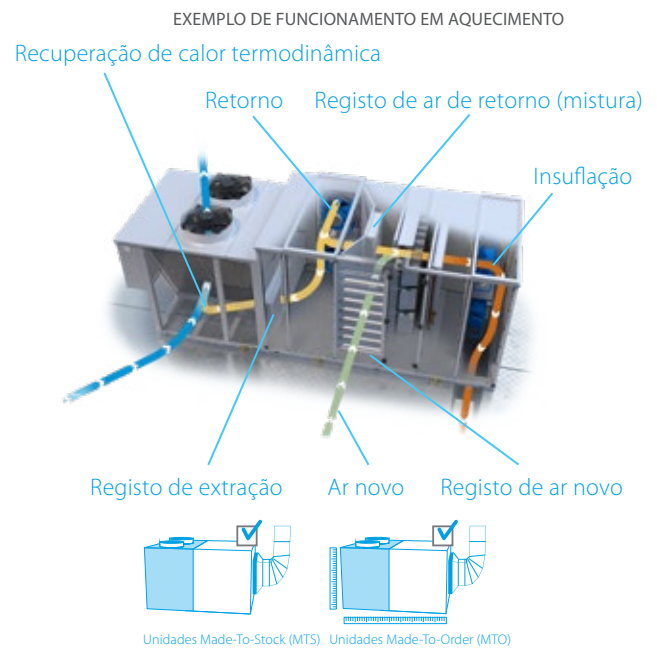 EXEMPLO DE FUNCIONAMENTO EM AQUECIMENTO
Recuperação de calor termodinâmica
Retorno
Registo de ar de retorno (mistura)
Insuflação
Registo de extração
Ar novo
Registo de ar novo
Unidades Made-To-Stock (MTS)
Unidades Made-To-Order (MTO)